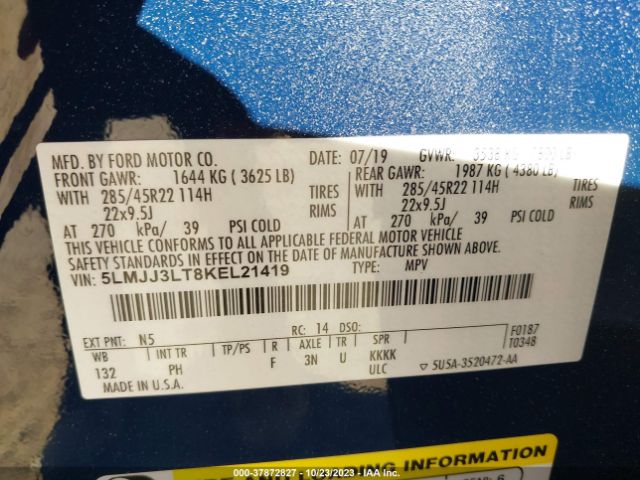 MFD. BY FORD MOTOR CO. DATE: 07/19 GVWR:
FRONT GAWR: 1644 KG ( 3625 LB) REAR GAWR: 1987 KG ( 4380 LB)
WITH 285/45R22 114H TIRES WITH 285/45R22 114H TIRES
22x9.5J RIMS 22x9.5J RIMS
AT 270 kPa/ 39 PSI COLD AT 270 kPa/ 39 PSI COLD
THIS VEHICLE CONFORMS TO ALL APPLICABLE FEDERAL MOTOR VEHICLE
SAFETY STANDARDS IN EFFECT ON THE DATE OF MANUFACTURE SHOWN ABOVE.
VIN: 5LMJJ3LT8KEL21419 TYPE: MPV
EXT PNT: N5 RC: 14 DSO: F0187
WB INT TR TP/PS R AXLE TR SPR T0348
132 PH F 3N U KKKK
ULC 5U5A-3520472-AA
MADE IN U.S.A.
LOADING INFORMATION
000-37872827 - 10/23/2023 - IAA Inc.